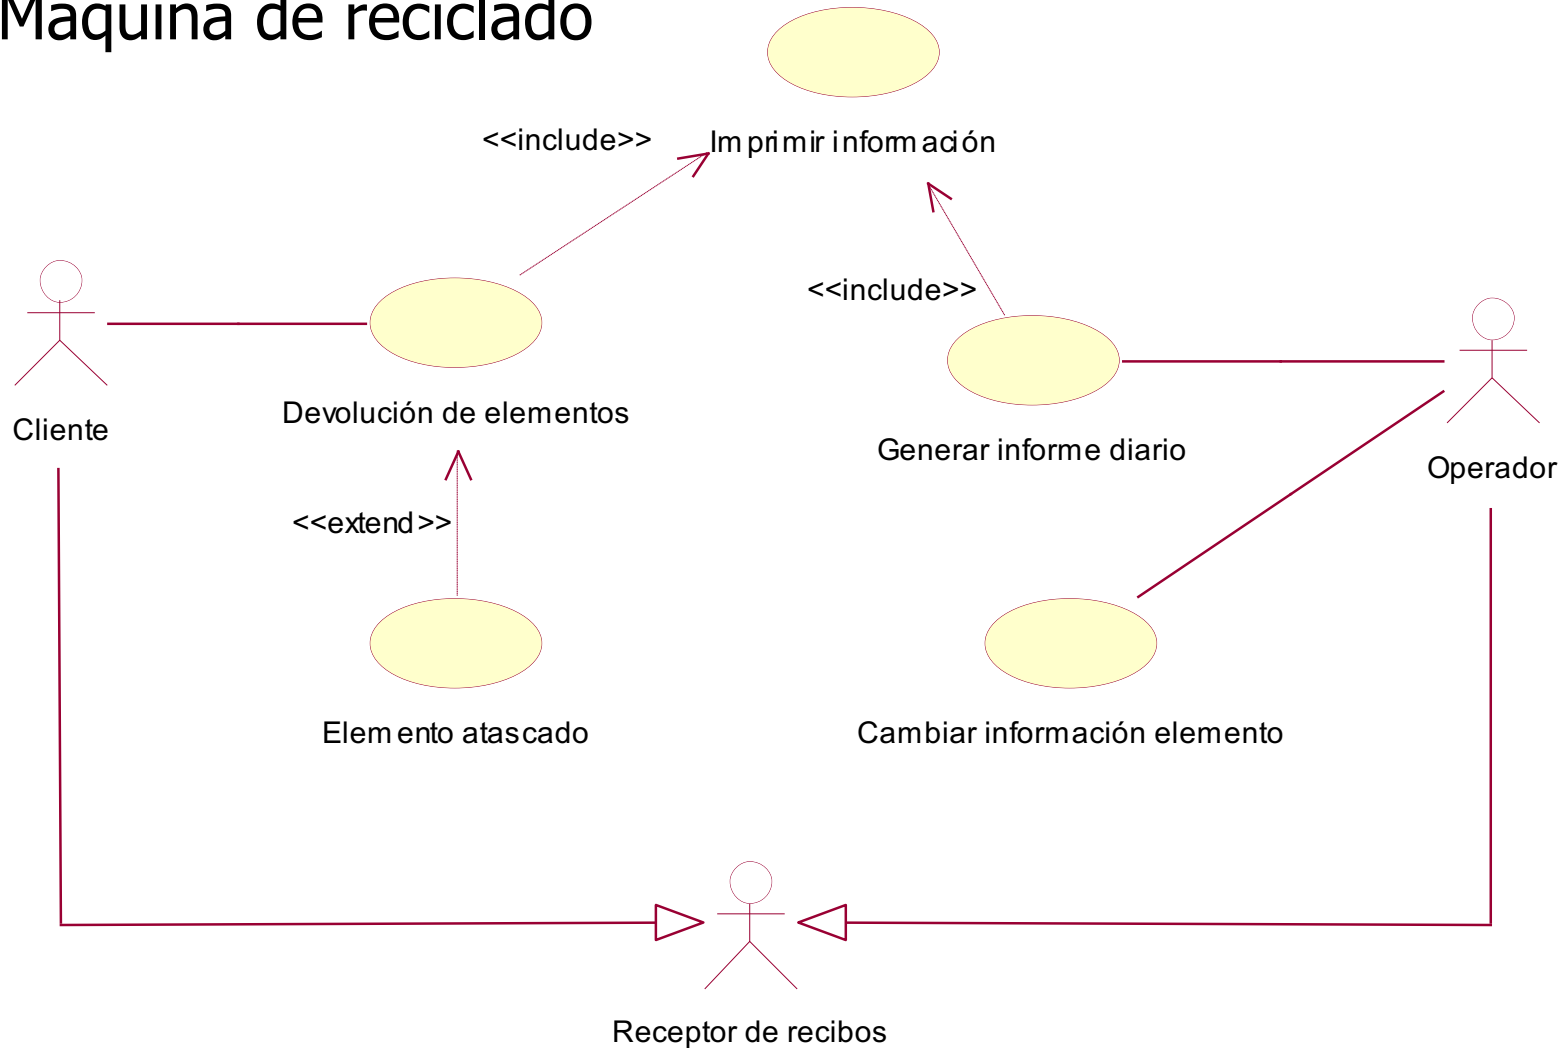 Maquina de reciclado
<<include>>
Imprimir información
<<include>>
Cliente
Devolución de elementos
Generar informe diario
Operador
<<extend>>
Elemento atascado
Cambiar información elemento
Receptor de recibos